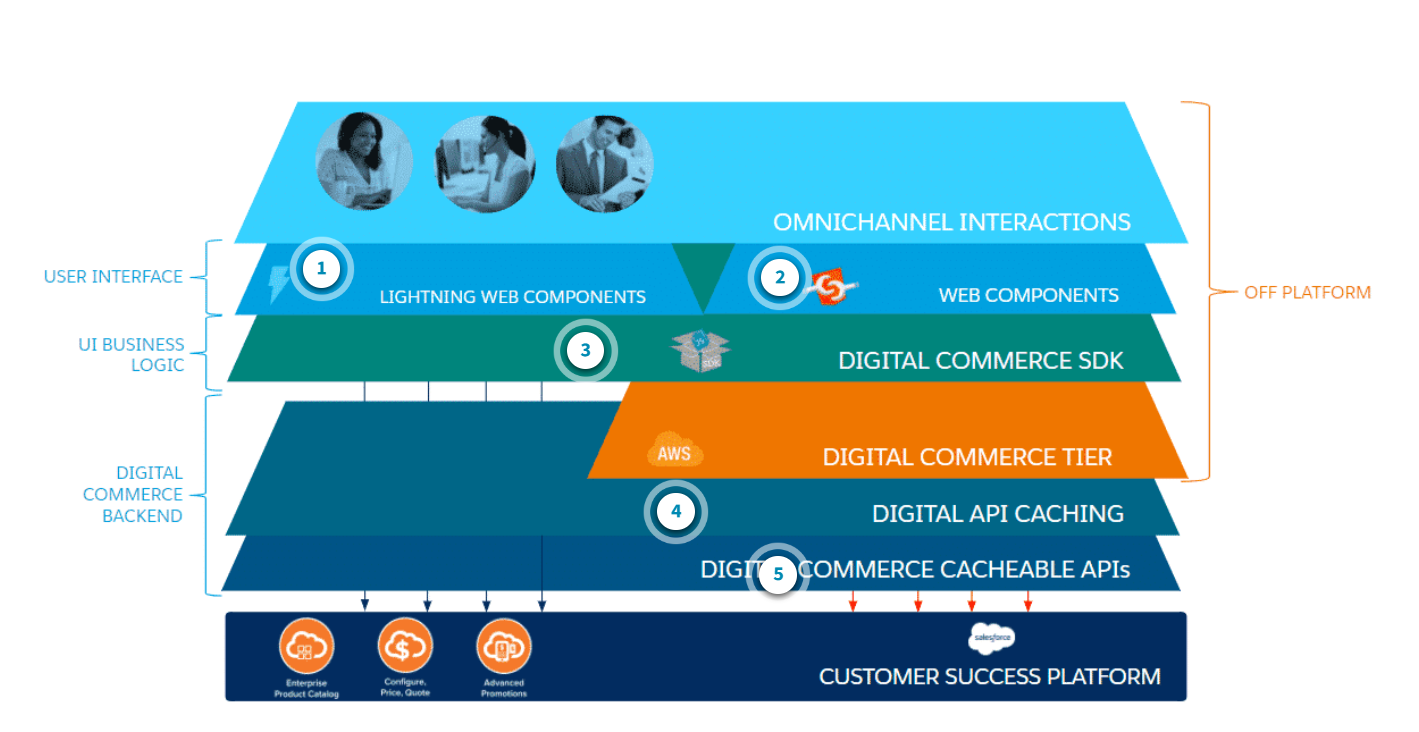 OMNICHANNEL INTERACTIONS
USER INTERFACE
1
LIGHTNING WEB COMPONENTS
2
WEB COMPONENTS
OFF PLATFORM
UI BUSINESS
LOGIC
3
SDK
DIGITAL COMMERCE SDK
AWS
DIGITAL COMMERCE TIER
DIGITAL
COMMERCE
BACKEND
4
DIGITAL API CACHING
DIGIT
5
COMMERCE CACHEABLE APIs
Enterprise
Product Catalog
Configure,
Price, Quote
Advanced
Promotions
salesforce
CUSTOMER SUCCESS PLATFORM